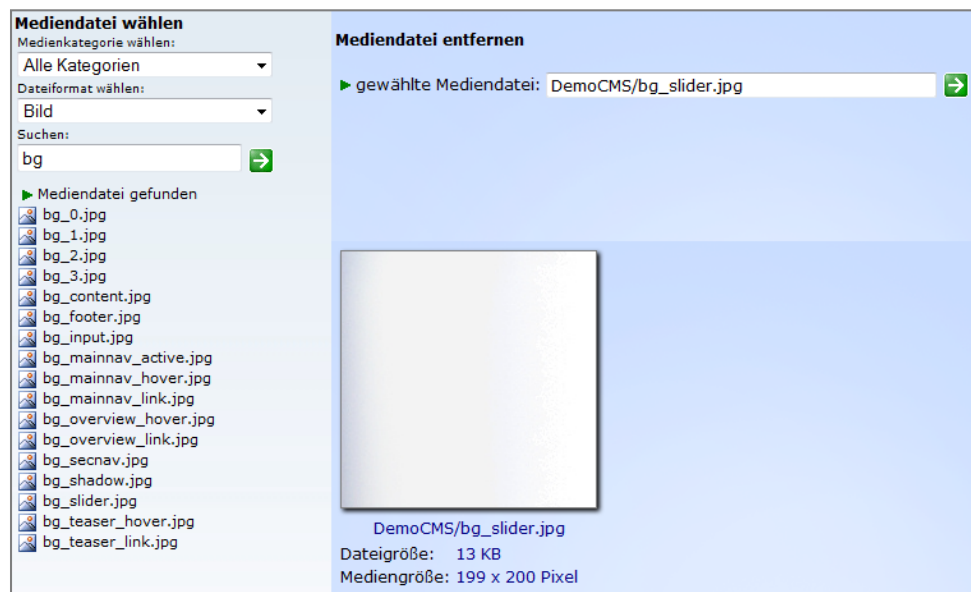 Mediendatei wählen
Medienkategorie wählen:
Alle Kategorien
Dateiformat wählen:
Bild
Suchen:
bg
Mediendatei gefunden
bg_0.jpg
bg_1.jpg
bg_2.jpg
bg_3.jpg
bg_content.jpg
bg_footer.jpg
bg_input.jpg
bg_mainnav_active.jpg
bg_mainnav_hover.jpg
bg_mainnav_link.jpg
bg_overview_hover.jpg
bg_overview_link.jpg
bg_secnav.jpg
bg_shadow.jpg
bg_slider.jpg
bg_teaser_hover.jpg
bg_teaser_link.jpg
Mediendatei entfernen
gewählte Mediendatei: DemoCMS/bg_slider.jpg
DemoCMS/bg_slider.jpg
Dateigröße: 13 KB
Mediengröße: 199 x 200 Pixel